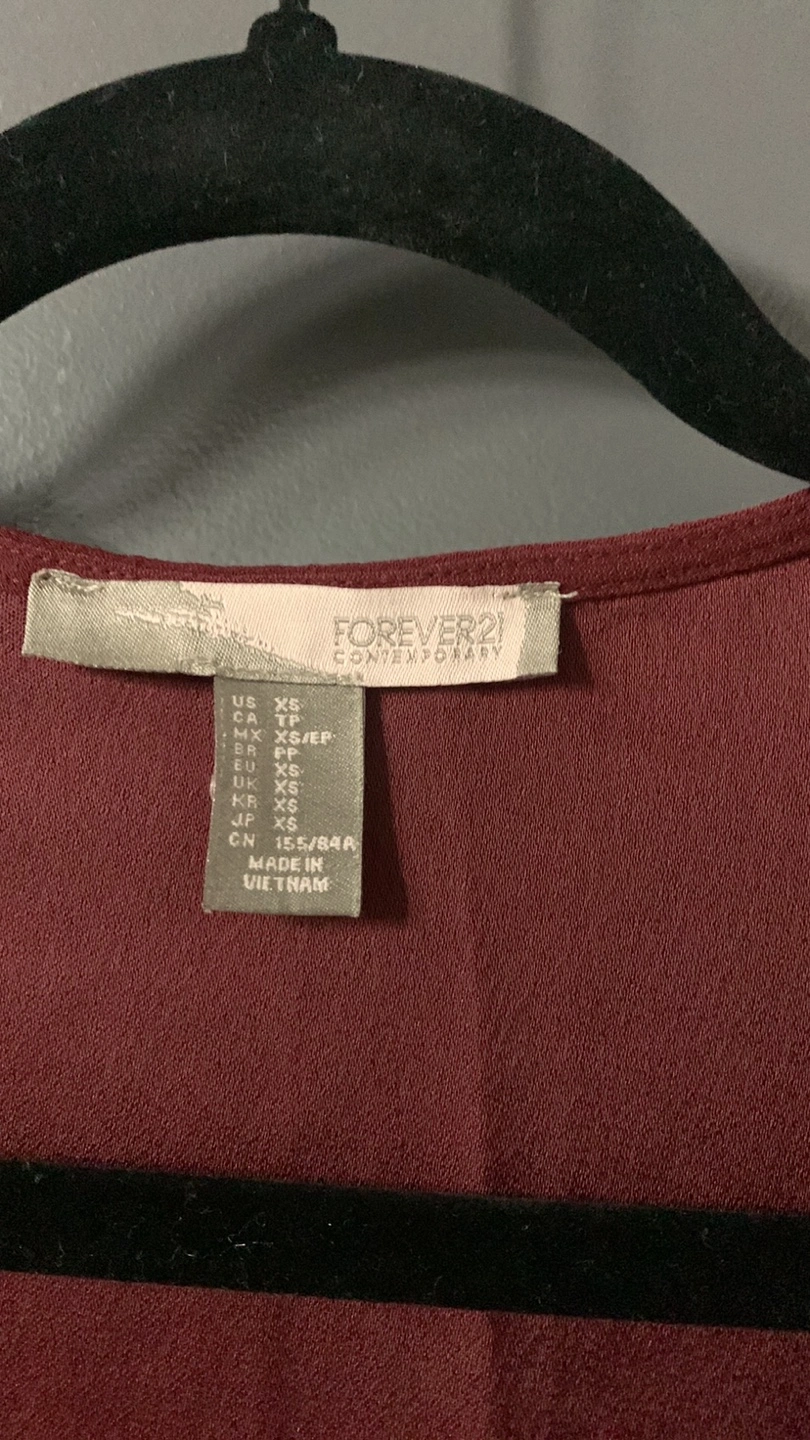 FOREVER21
CONTEMPORARY
US XS
CA TP
MX XS/EP
BR PP
EU XS
UK XS
KR XS
JP XS
CN 155/84A
MADE IN
VIETNAM